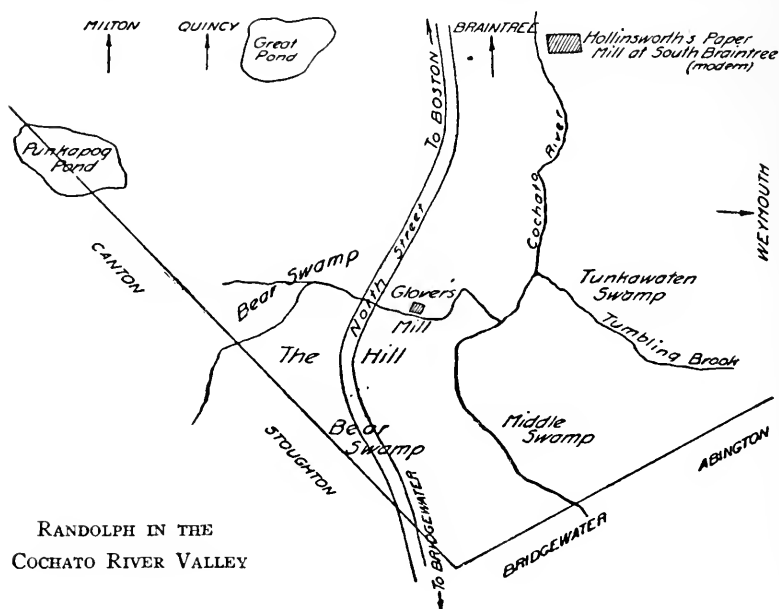 MILTON
QUINCY
Great
Pond
To BOSTON
BRAINTREE
Hollinsworth's Paper
Mill at South Braintree
(modern)
Punkapog
Pond
Cochato River
WEYMOUTH
CANTON
Bear Swamp
North Street
Glover's
Mill
Tunkawaten
Swamp
Tumbling Brook
The Hill
Bear
Swamp
Middle
Swamp
STOUGHTON
ABINGTON
To BRIDGEWATER
BRIDGEWATER
RANDOLPH IN THE
COCHATO RIVER VALLEY